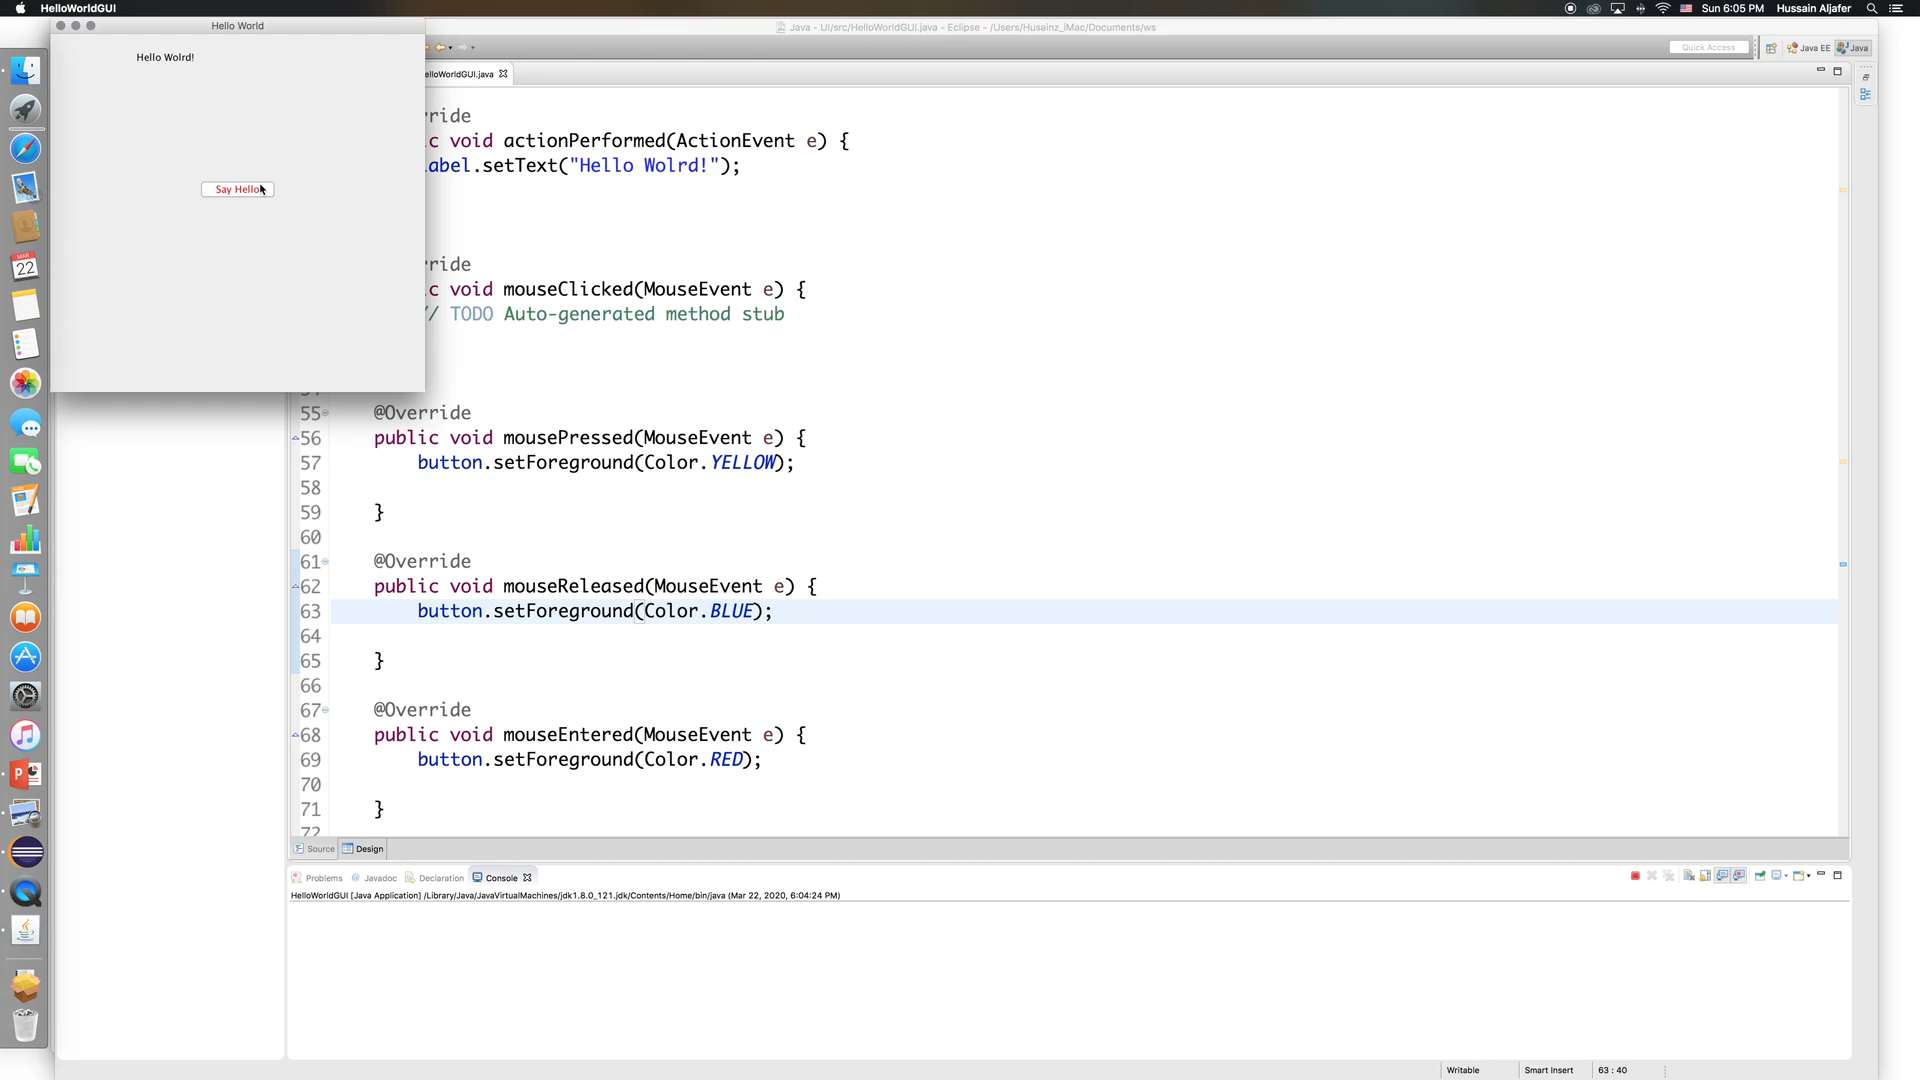 HelloWorldGUI
Sun 6:05 PM Hussain Aljafer
Hello World
Java - UI/src/HelloWorldGUI.java - Eclipse - /Users/Husainz_iMac/Documents/ws
Hello Wolrd!
Say Hello
Quick Access
Java EE
Java
elloWorldGUI.java
rride
c void actionPerformed(ActionEvent e) {
abel.setText("Hello Wolrd!");
rride
c void mouseClicked(MouseEvent e) {
// TODO Auto-generated method stub
55 @Override
56 public void mousePressed(MouseEvent e) {
57 button.setForeground(Color.YELLOW);
58
59 }
60
61 @Override
62 public void mouseReleased(MouseEvent e) {
63 button.setForeground(Color.BLUE);
64
65 }
66
67 @Override
68 public void mouseEntered(MouseEvent e) {
69 button.setForeground(Color.RED);
70
71 }
72
Source Design
Problems @ Javadoc Declaration Console
HelloWorldGUI [Java Application] /Library/Java/JavaVirtualMachines/jdk1.8.0_121.jdk/Contents/Home/bin/java (Mar 22, 2020, 6:04:24 PM)
Writable Smart Insert 63 : 40
MAR
22
P